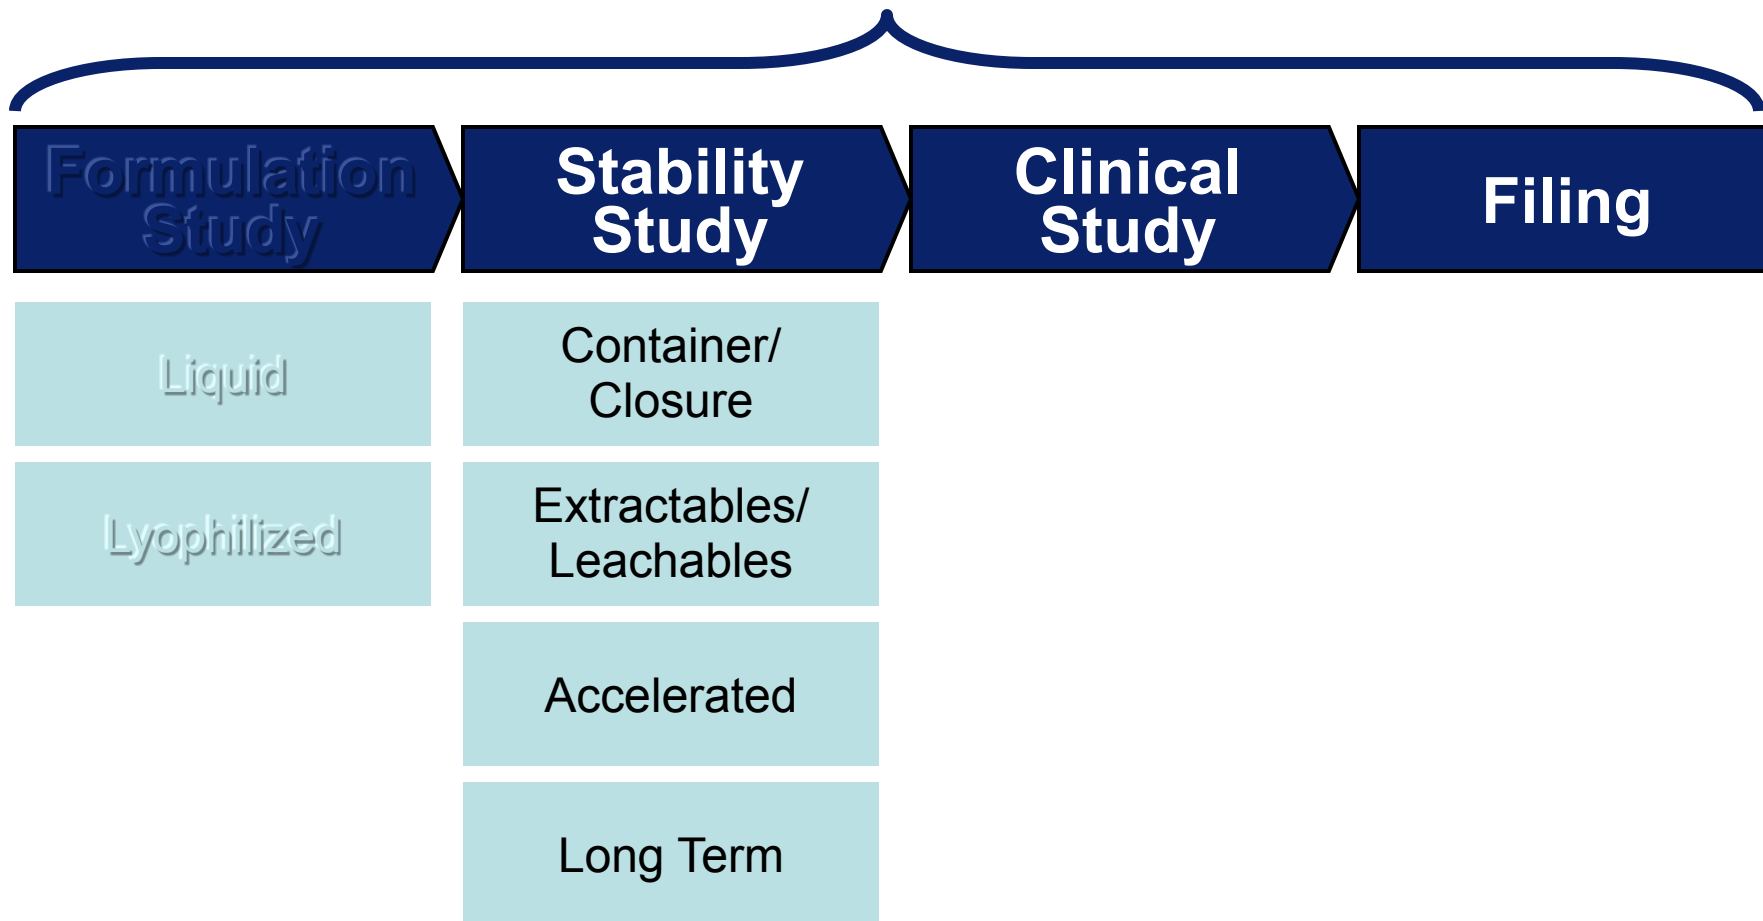 Formulation
Study
Stability
Study
Clinical
Study
Filing
Liquid
Lyophilized
Container/
Closure
Extractables/
Leachables
Accelerated
Long Term